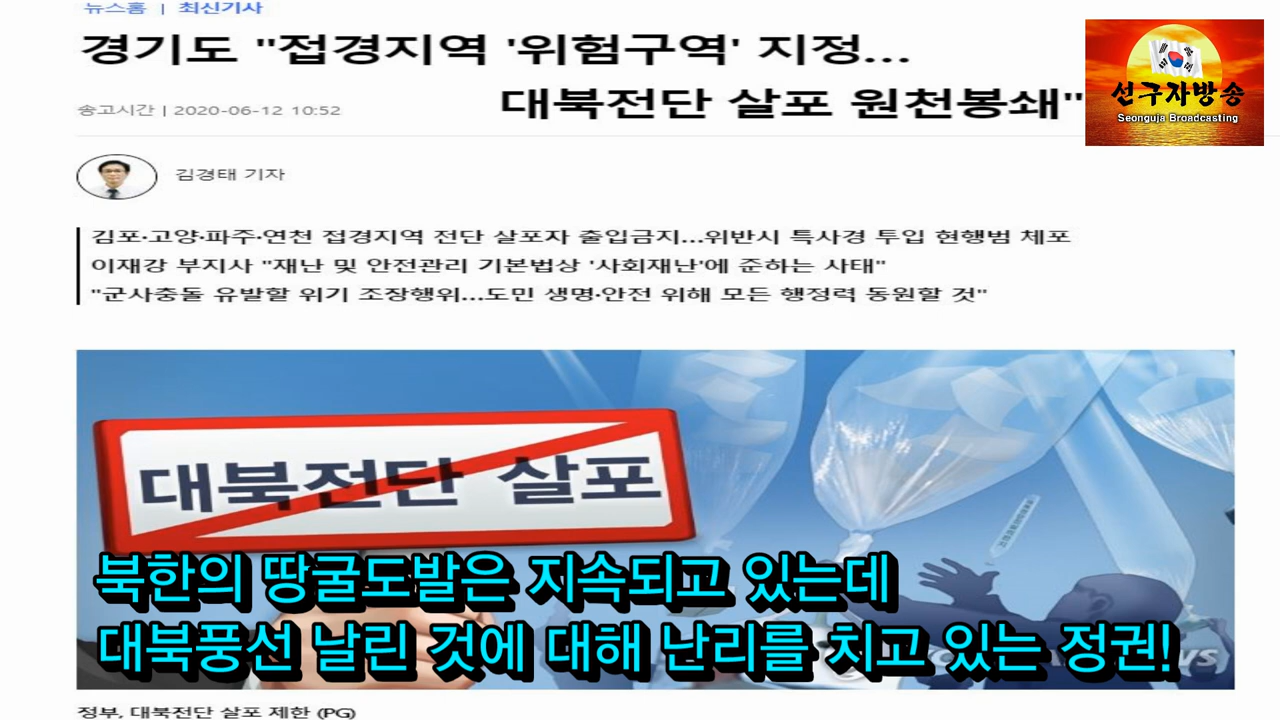 뉴스홈 | 최신기사
경기도 "접경지역 '위험구역' 지정...
대북전단 살포 원천봉쇄"
송고시간 | 2020-06-12 10:52
선구자방송
Seonguja Broadcasting
김경태 기자
김포·고양·파주·연천 접경지역 전단 살포자 출입금지...위반시 특사경 투입 현행범 체포
이재강 부지사 "재난 및 안전관리 기본법상 '사회재난'에 준하는 사태"
"군사충돌 유발할 위기 조장행위...도민 생명·안전 위해 모든 행정력 동원할 것"
대북전단 살포
북한의 땅굴도발은 지속되고 있는데
대북풍선 날린 것에 대해 난리를 치고 있는 정권!
정부, 대북전단 살포 제한 (PG)